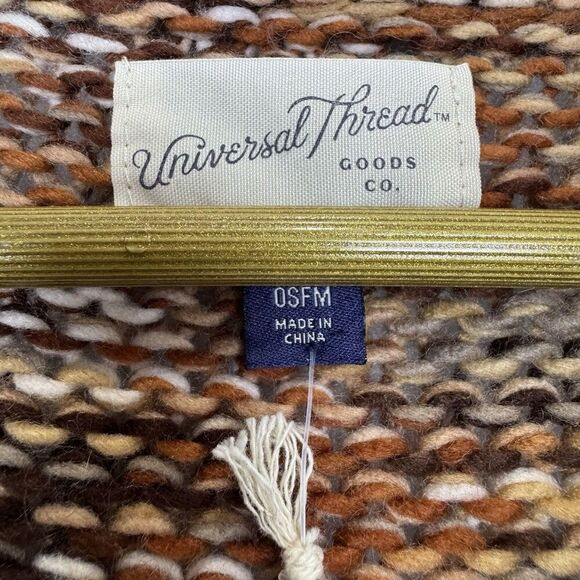 Universal Thread™
GOODS
CO.
OSFM
MADE IN
CHINA